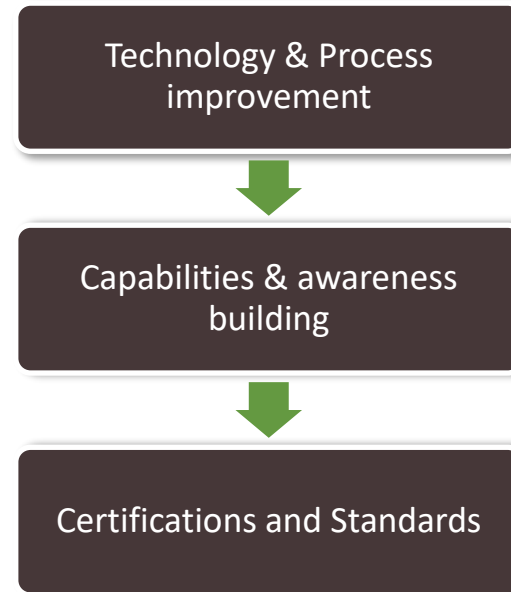 Technology & Process
improvement
Capabilities & awareness
building
Certifications and Standards